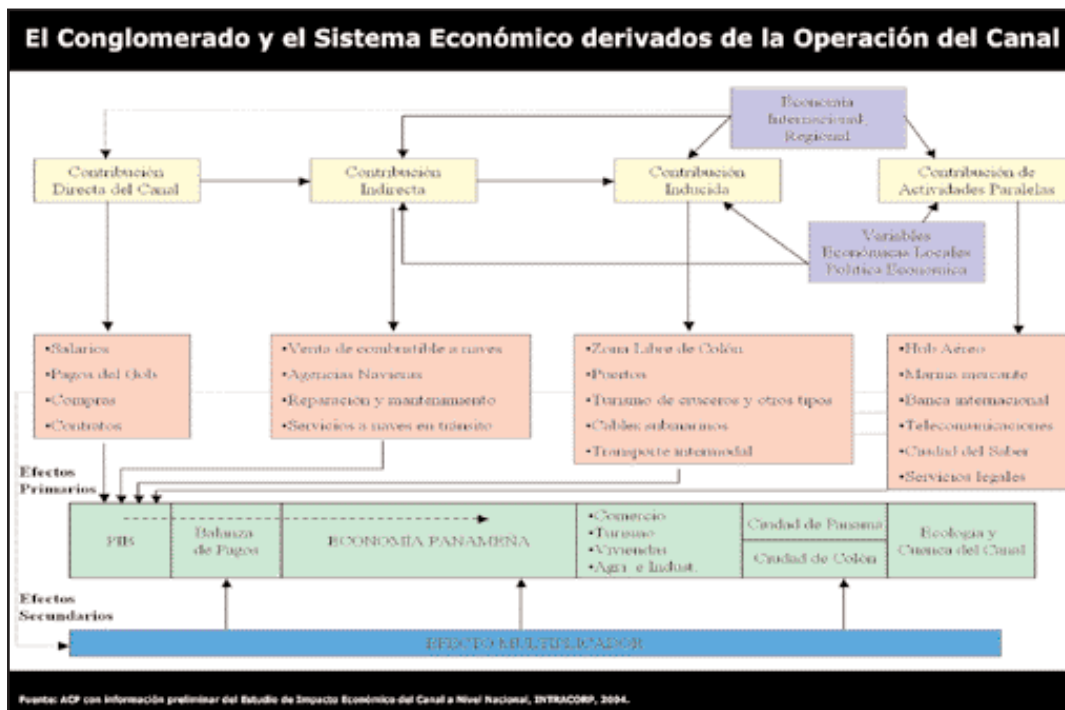 El Conglomerado y el Sistema Económico derivados de la Operación del Canal
Economía
Internacional,
Regional
Contribución
Directa del Canal
Contribución
Indirecta
Contribución
Inducida
Contribución de
Actividades Paralelas
Variables
Económicas Locales
Política Economica
•Salarios
•Pagos del Gob
•Compras
•Contratos
•Venta de combustible a naves
•Agencias Navieras
•Reparación y mantenimiento
•Servicios a naves en tránsito
•Zona Libre de Colón
•Puertos
•Turismo de cruceros y otros tipos
•Cables submarinos
•Transporte intermodal
•Hub Aéreo
•Marina mercante
•Banca internacional
•Telecomunicaciones
•Ciudad del Saber
•Servicios legales
Efectos
Primarios
PIB
Balanza
de Pagos
ECONOMÍA PANAMEÑA
•Comercio
•Turismo
•Viviendas
•Agri e Indust.
Ciudad de Panama
Ciudad de Colón
Ecología y
Cuenca del Canal
Efectos
Secundarios
EFECTO MULTIPLICADOR
Fuente: ACP con información preliminar del Estudio de Impacto Económico del Canal a Nivel Nacional, INTRACORP, 2004.